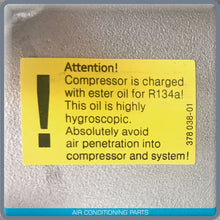 Attention!
Compressor is charged
with ester oil for R134a!
This oil is highly
hygroscopic.
Absolutely avoid
air penetration into
compressor and system!
378 038-01
AIR CONDITIONING PARTS